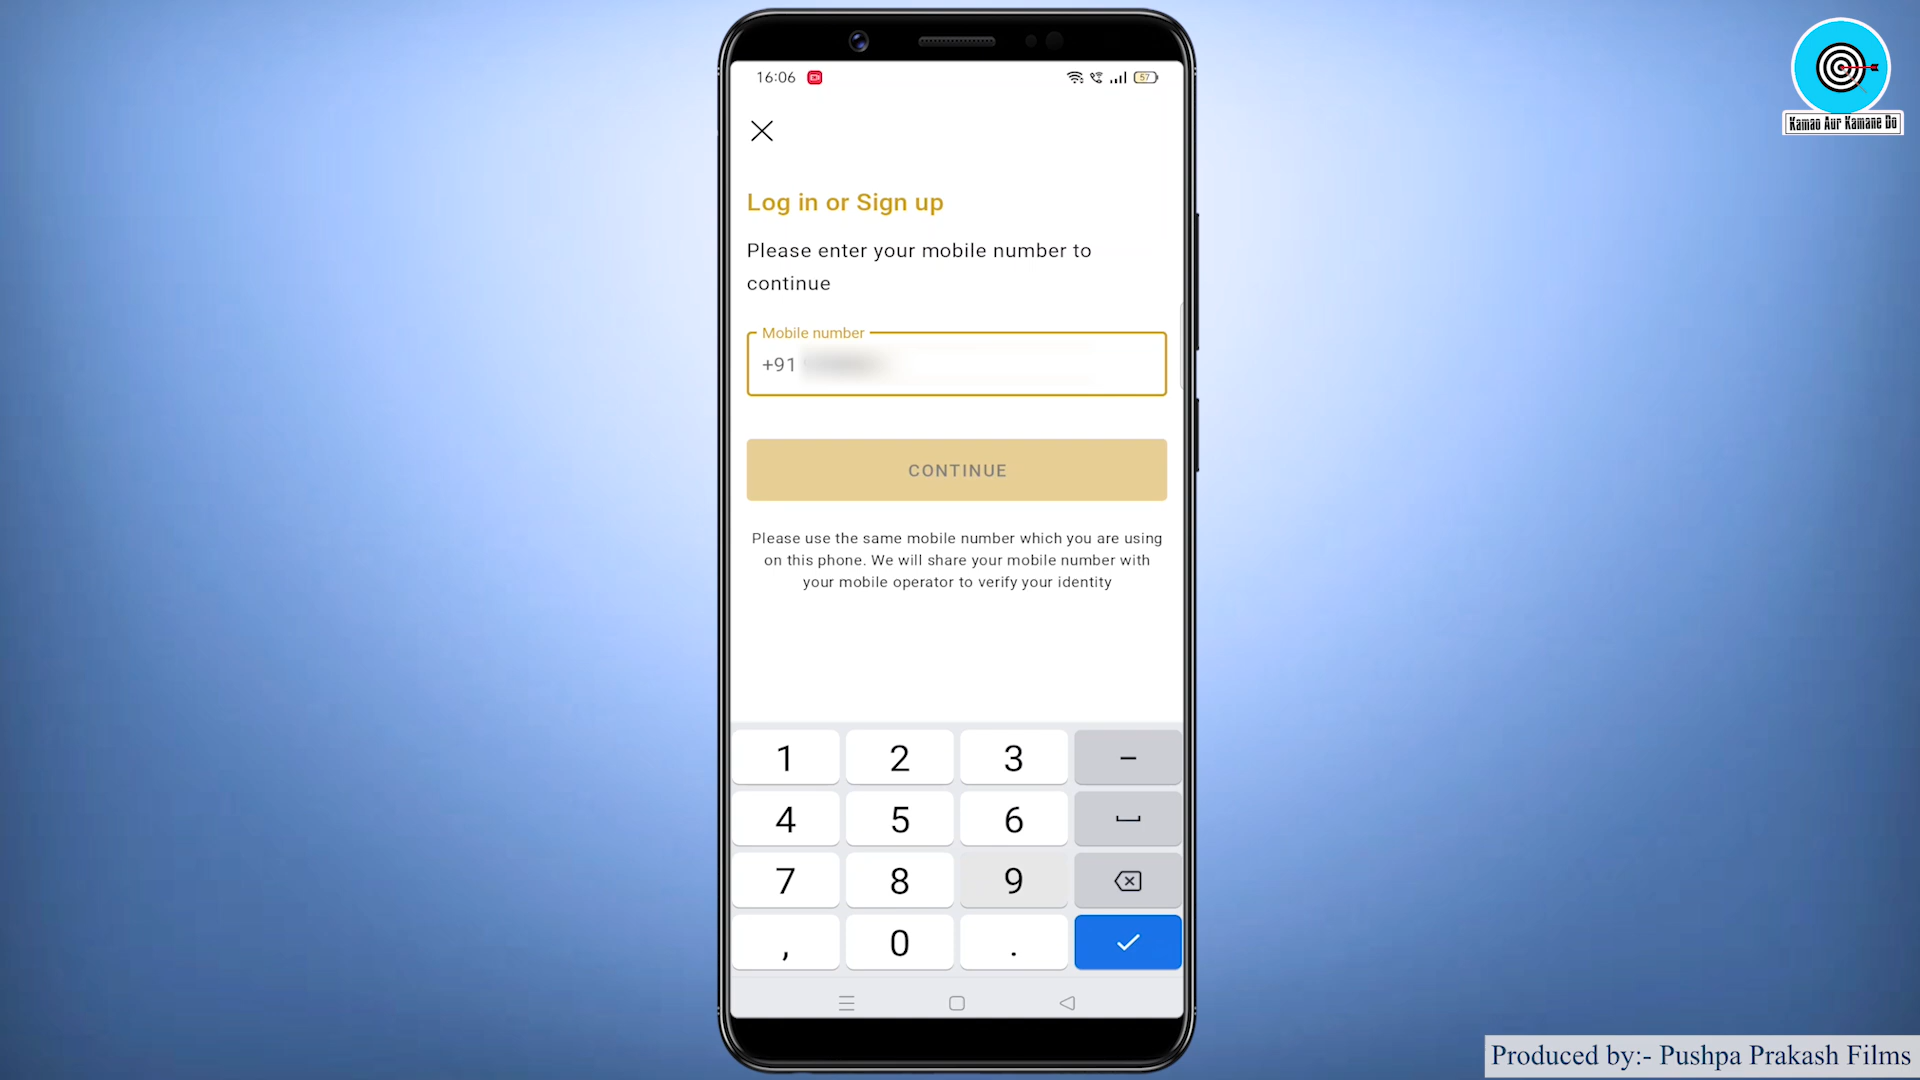 16:06
57
Kamao Aur Kamane Do
Log in or Sign up
Please enter your mobile number to
continue
Mobile number
+91
CONTINUE
Please use the same mobile number which you are using
on this phone. We will share your mobile number with
your mobile operator to verify your identity
1 2 3 –
4 5 6
7 8 9
, 0 .
Produced by:- Pushpa Prakash Films